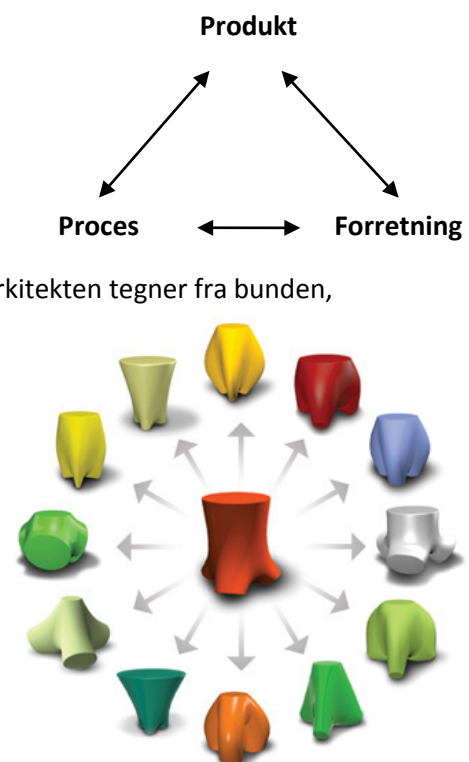 Produkt
Proces
Forretning
rkitekten tegner fra bunden,